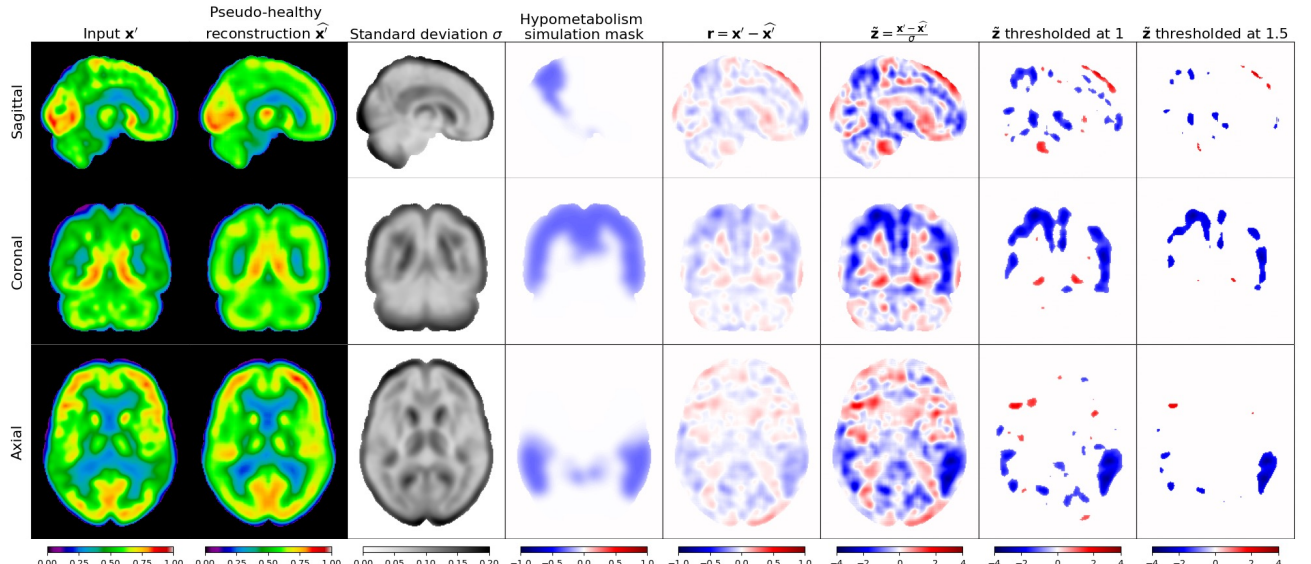 Input x′
Pseudo-healthy
reconstruction x̂′
Standard deviation σ
Hypometabolism
simulation mask
r = x′ − x̂′
z̃ = (x′ − x̂′)/σ
z̃ thresholded at 1
z̃ thresholded at 1.5
Sagittal
Coronal
Axial
0.00 0.25 0.50 0.75 1.00
0.00 0.25 0.50 0.75 1.00
0.00 0.05 0.10 0.15 0.20
−1.0 −0.5 0.0 0.5 1.0
−1.0 −0.5 0.0 0.5 1.0
−4 −2 0 2 4
−4 −2 0 2 4
−4 −2 0 2 4